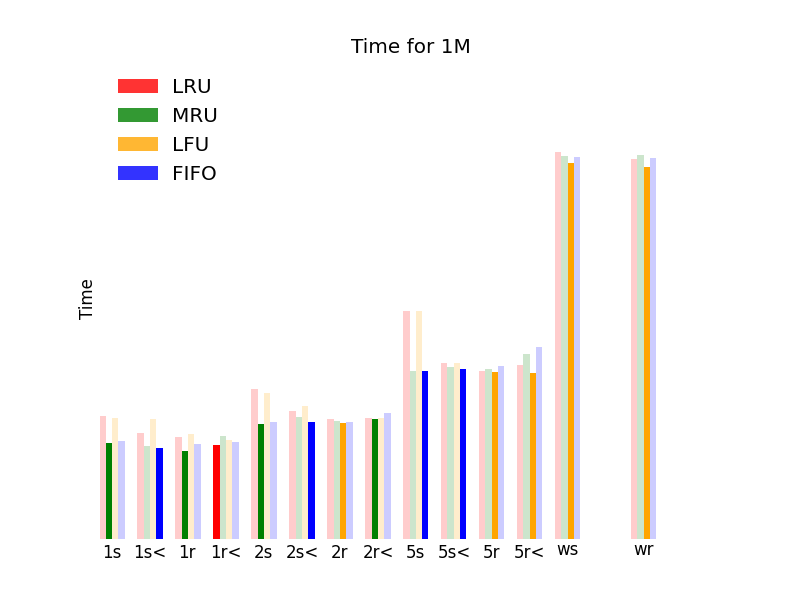 Time for 1M
LRU
MRU
LFU
FIFO
Time
1s 1s< 1r 1r< 2s 2s< 2r 2r< 5s 5s< 5r 5r< ws wr